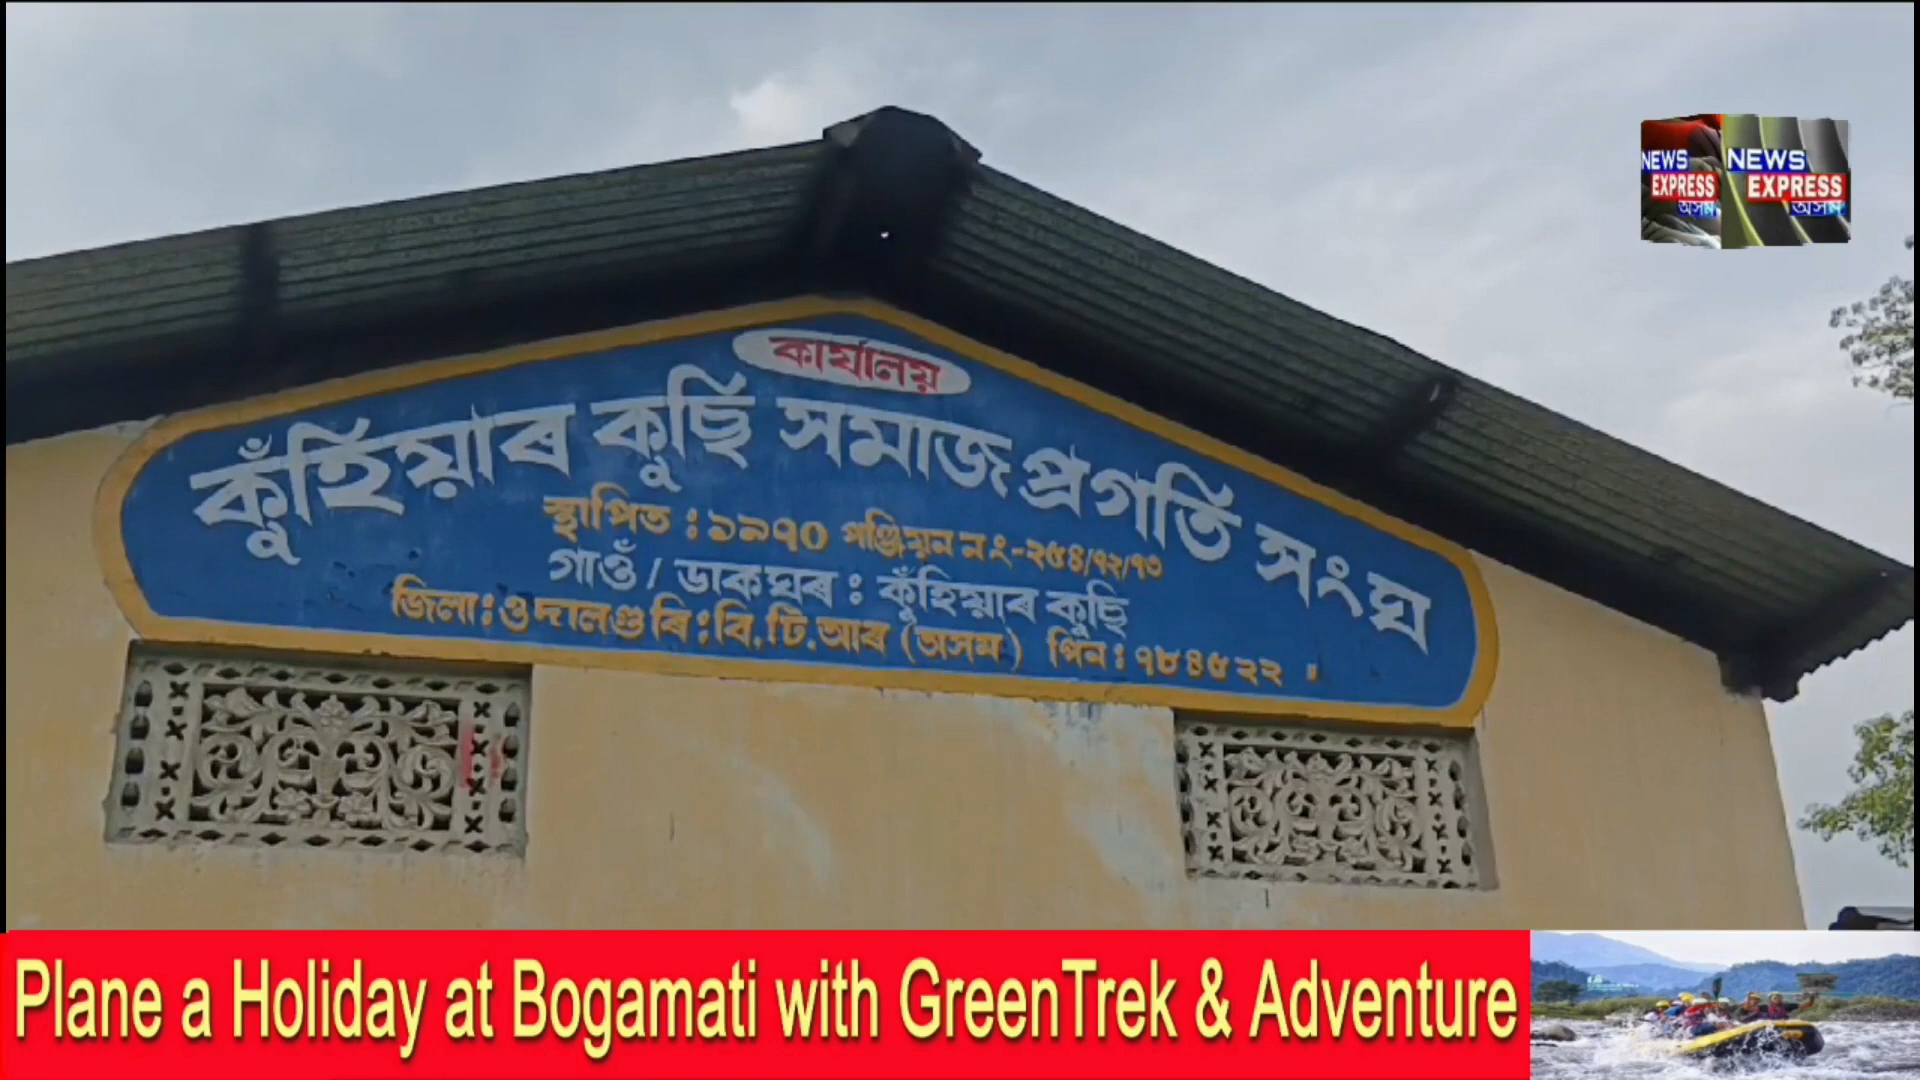 কাৰ্যালয়
কুঁহিয়াৰ কুছি সমাজ প্ৰগতি সংঘ
স্থাপিত : ১৯৭০ পঞ্জিয়ন নং-২৫৪/৭২/৭৩
গাওঁ / ডাকঘৰ : কুঁহিয়াৰ কুছি
জিলা : ওদালগুৰি : বি.টি.আৰ (অসম) পিন : ৭৮৪৫২২
NEWS NEWS
EXPRESS EXPRESS
অসম অসম
Plane a Holiday at Bogamati with GreenTrek & Adventure